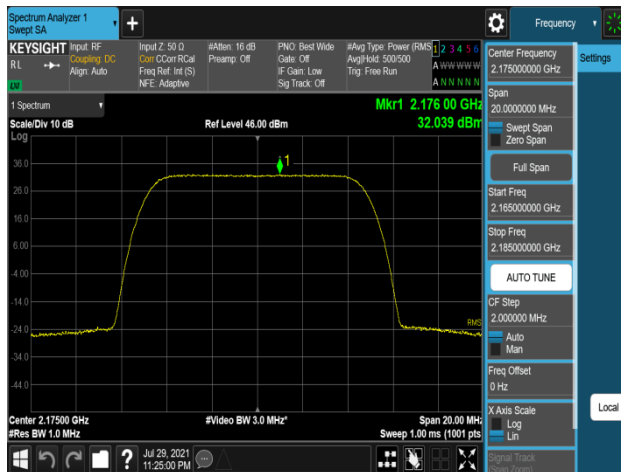 Spectrum Analyzer 1
Swept SA
+
Frequency
KEYSIGHT
RL
Input: RF
Coupling: DC
Align: Auto
Input Z: 50 Ω
Corr CCorr RCal
Freq Ref: Int (S)
NFE: Adaptive
#Atten: 16 dB
Preamp: Off
PNO: Best Wide
Gate: Off
IF Gain: Low
Sig Track: Off
#Avg Type: Power (RMS
Avg|Hold: 500/500
Trig: Free Run
1 2 3 4 5 6
A W W W W W
A N N N N N
1 Spectrum
Scale/Div 10 dB
Ref Level 46.00 dBm
Mkr1 2.176 00 GHz
32.039 dBm
Log
36.0
26.0
16.0
6.00
-4.00
-14.0
-24.0
-34.0
-44.0
1
RMS
Center 2.17500 GHz
#Res BW 1.0 MHz
#Video BW 3.0 MHz*
Span 20.00 MHz
Sweep 1.00 ms (1001 pts)
Jul 29, 2021
11:25:00 PM
?
Center Frequency
2.175000000 GHz
Settings
Span
20.0000000 MHz
Swept Span
Zero Span
Full Span
Start Freq
2.165000000 GHz
Stop Freq
2.185000000 GHz
AUTO TUNE
CF Step
2.000000 MHz
Auto
Man
Freq Offset
0 Hz
X Axis Scale
Log
Lin
Local
Signal Track
(Span Zoom)